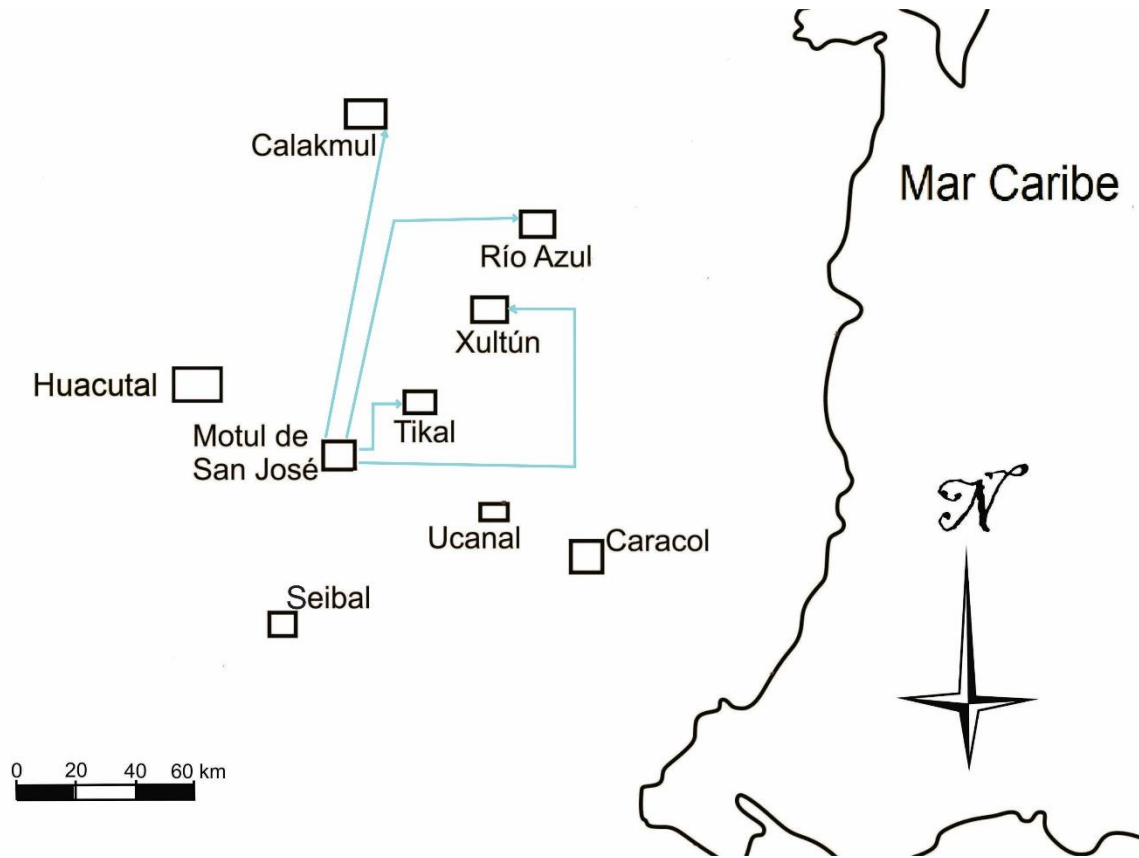 Calakmul
Mar Caribe
Río Azul
Xultún
Huacutal
Tikal
Motul de
San José
N
Ucanal
Caracol
Seibal
0 20 40 60 km